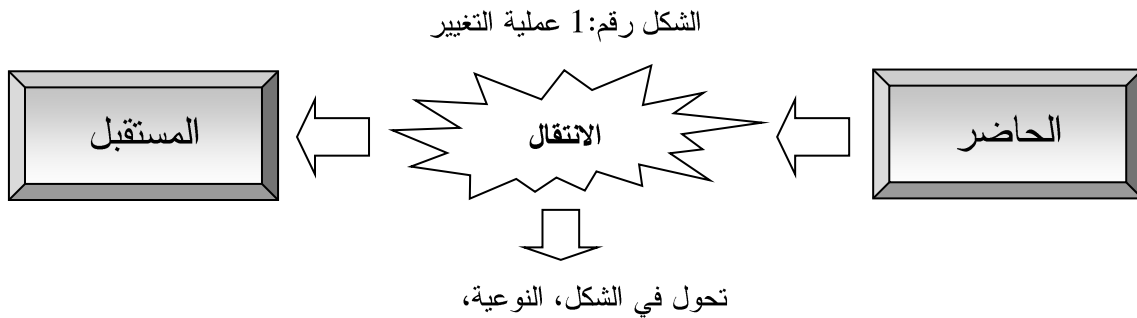 الشكل رقم:1 عملية التغيير
الحاضر
الانتقال
المستقبل
تحول في الشكل، النوعية،